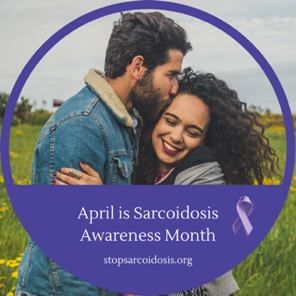 April is Sarcoidosis
Awareness Month
stopsarcoidosis.org